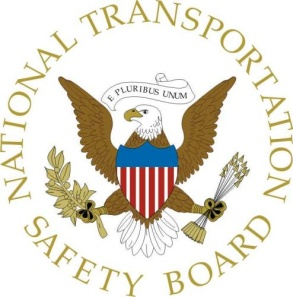 NATIONAL TRANSPORTATION
E PLURIBUS UNUM
SAFETY BOARD